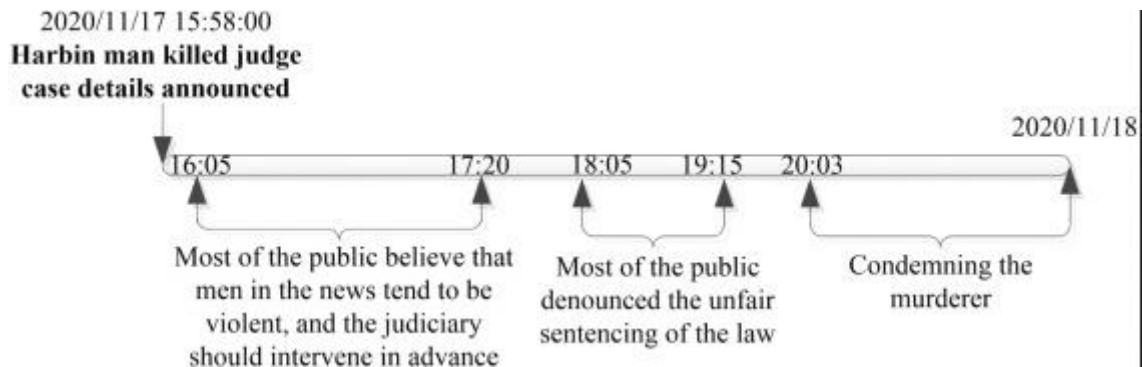 2020/11/17 15:58:00
Harbin man killed judge
case details announced
2020/11/18
16:05
17:20
18:05
19:15
20:03
Most of the public believe that
men in the news tend to be
violent, and the judiciary
should intervene in advance
Most of the public
denounced the unfair
sentencing of the law
Condemning the
murderer